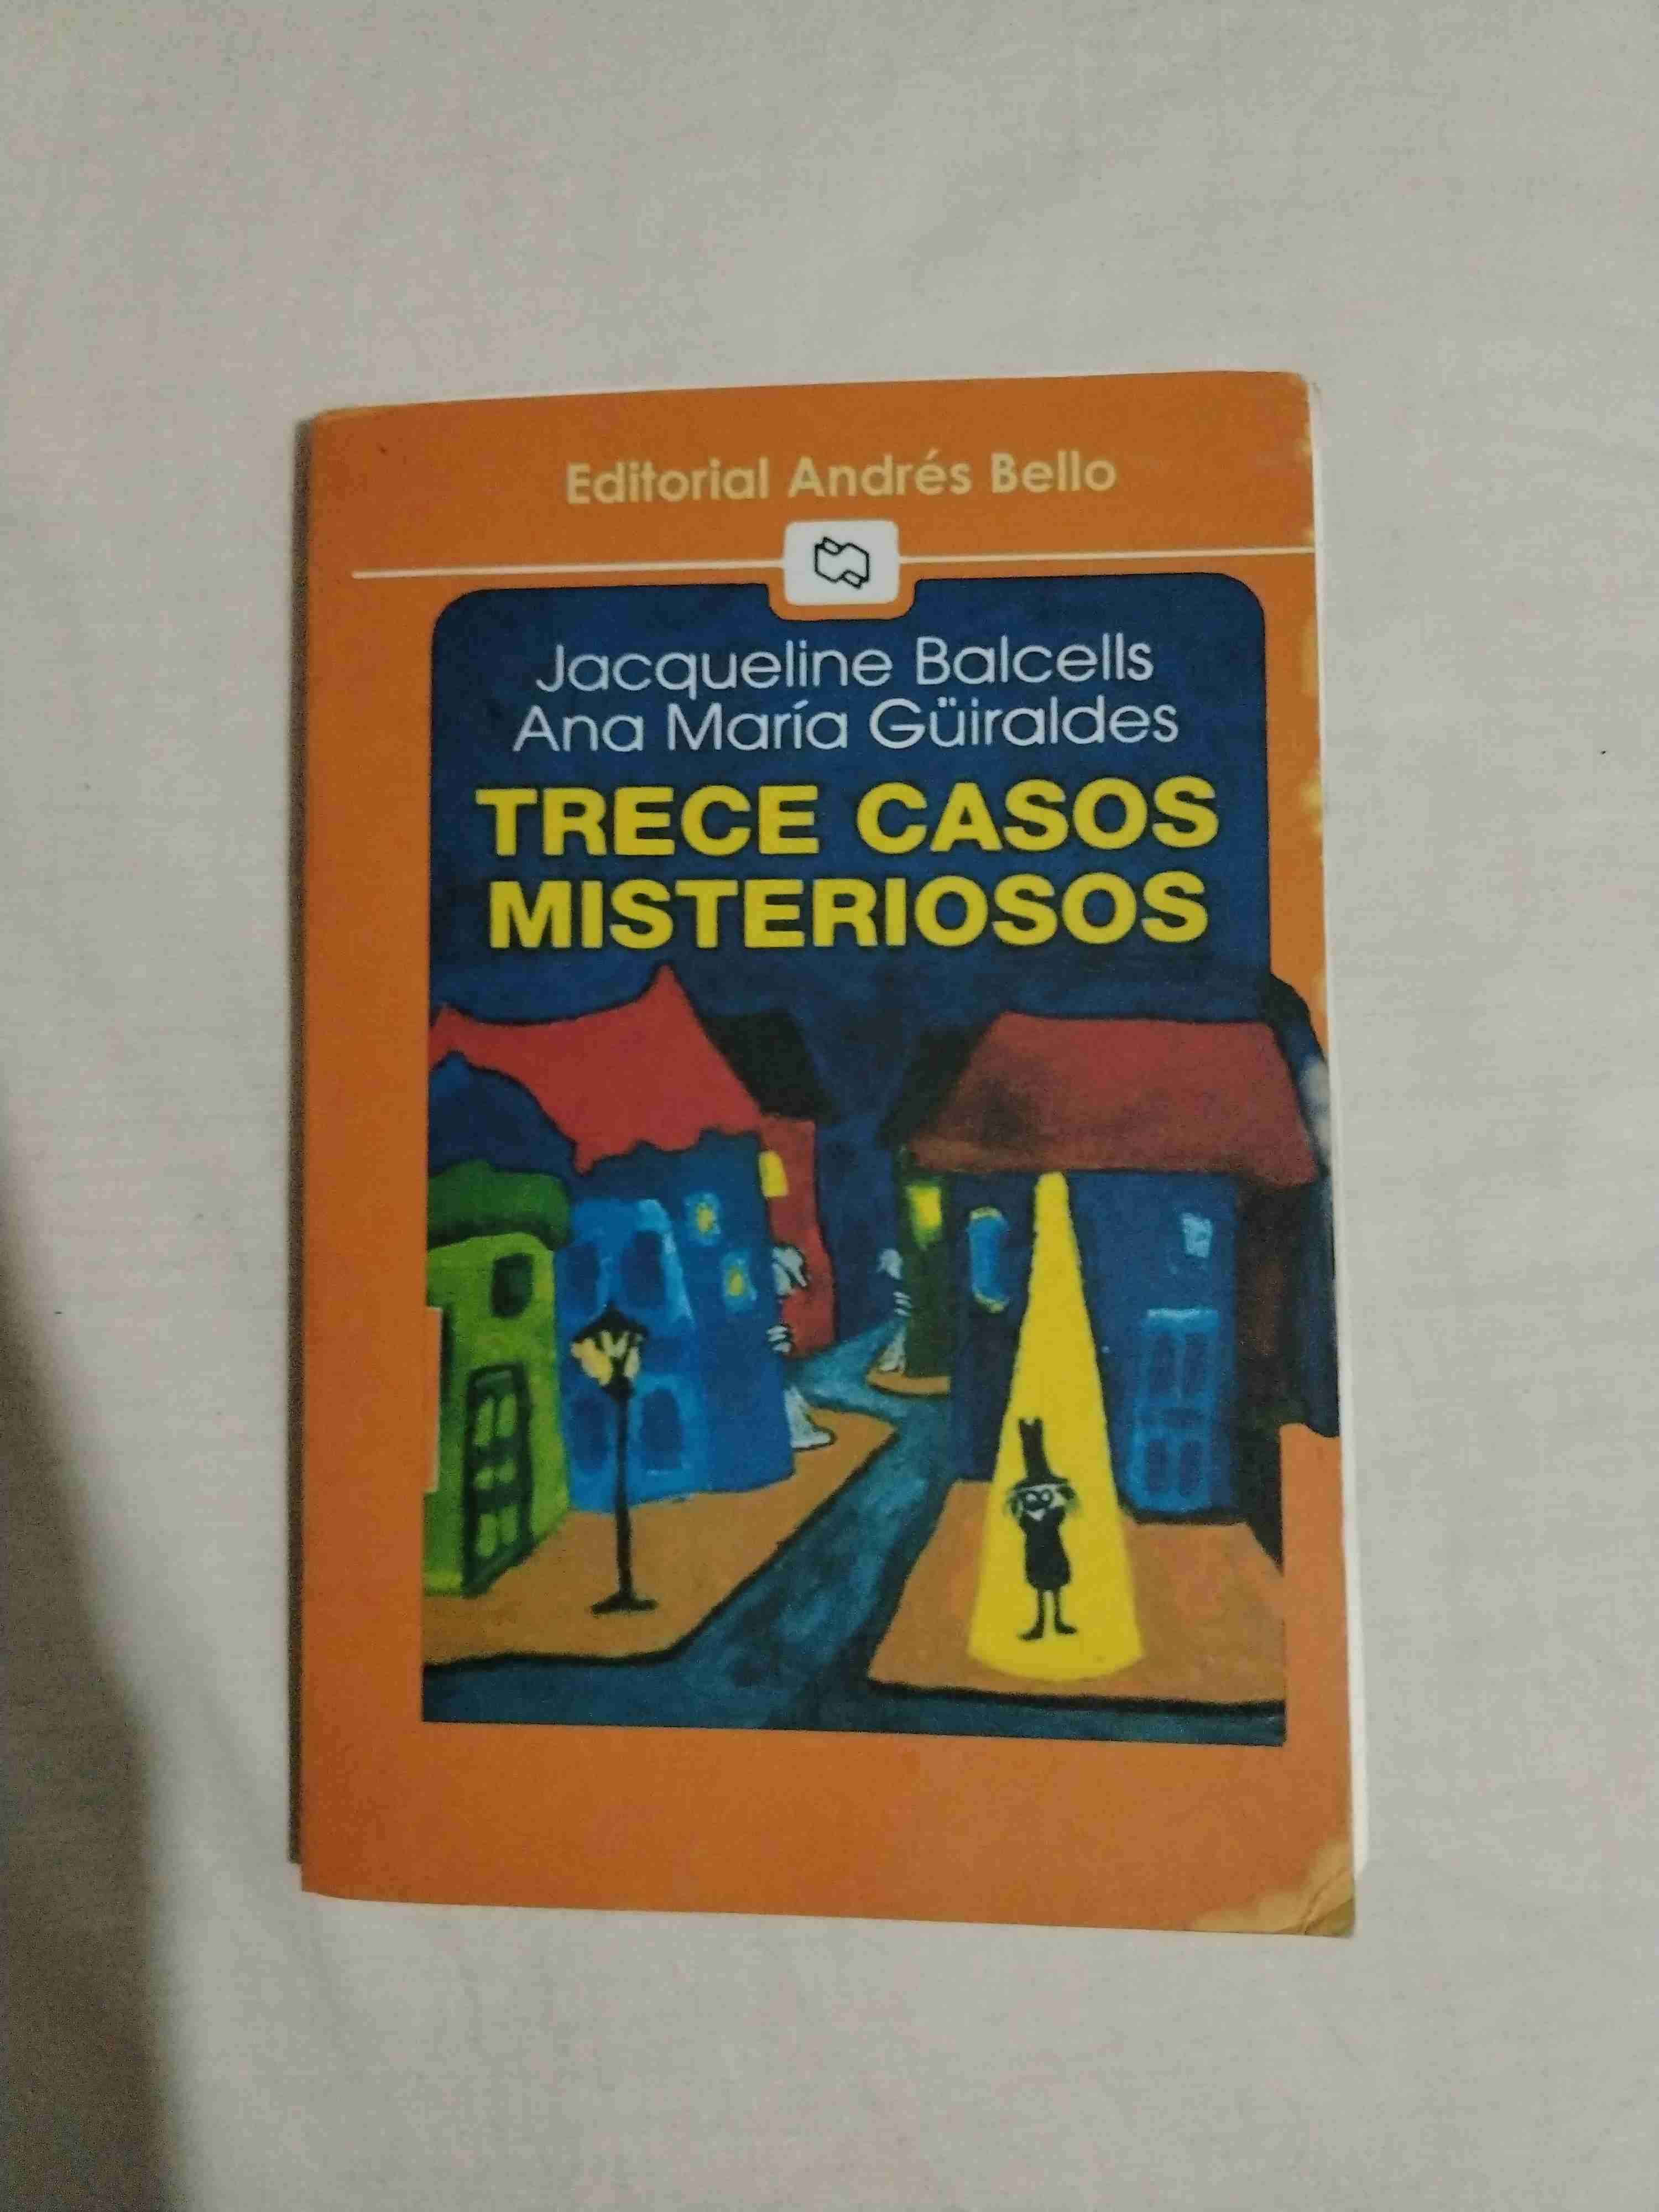 Editorial Andrés Bello
Jacqueline Balcells
Ana María Güiraldes
TRECE CASOS
MISTERIOSOS